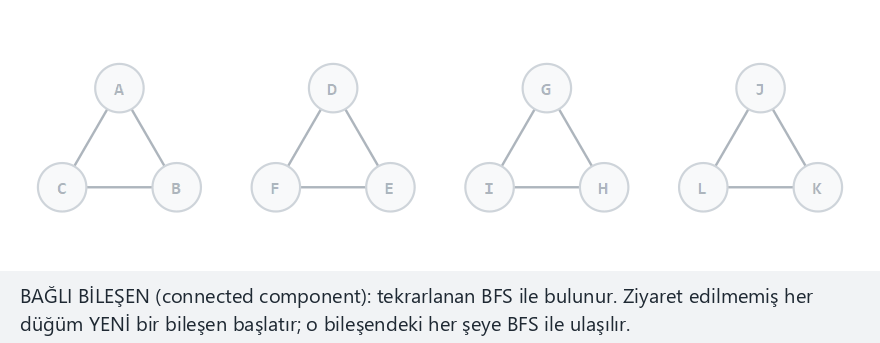 A D G J
C B F E I H L K
BAĞLI BİLEŞEN (connected component): tekrarlanan BFS ile bulunur. Ziyaret edilmemiş her
düğüm YENİ bir bileşen başlatır; o bileşendeki her şeye BFS ile ulaşılır.